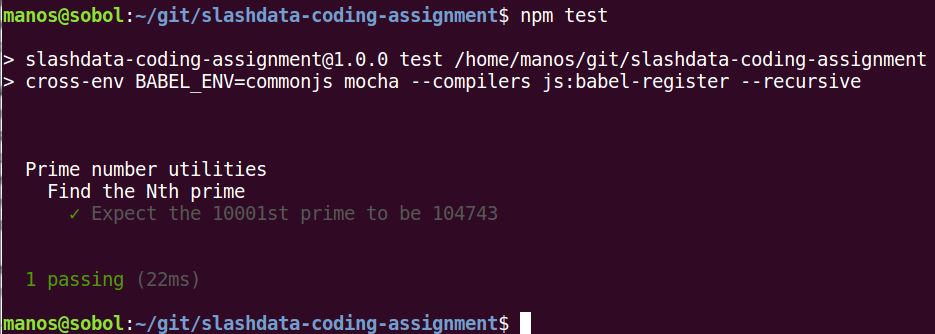 manos@sobol:~/git/slashdata-coding-assignment$ npm test
> slashdata-coding-assignment@1.0.0 test /home/manos/git/slashdata-coding-assignment
> cross-env BABEL_ENV=commonjs mocha --compilers js:babel-register --recursive
Prime number utilities
Find the Nth prime
✓ Expect the 10001st prime to be 104743
1 passing (22ms)
manos@sobol:~/git/slashdata-coding-assignment$